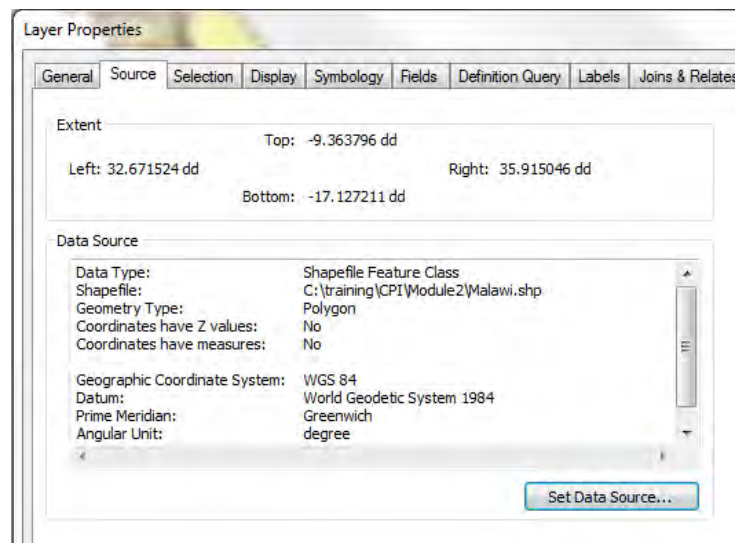 Layer Properties
General Source Selection Display Symbology Fields Definition Query Labels Joins & Relates
Extent
Top: -9.363796 dd
Left: 32.671524 dd Right: 35.915046 dd
Bottom: -17.127211 dd
Data Source
Data Type: Shapefile Feature Class
Shapefile: C:\training\CPI\Module2\Malawi.shp
Geometry Type: Polygon
Coordinates have Z values: No
Coordinates have measures: No
Geographic Coordinate System: WGS 84
Datum: World Geodetic System 1984
Prime Meridian: Greenwich
Angular Unit: degree
Set Data Source...